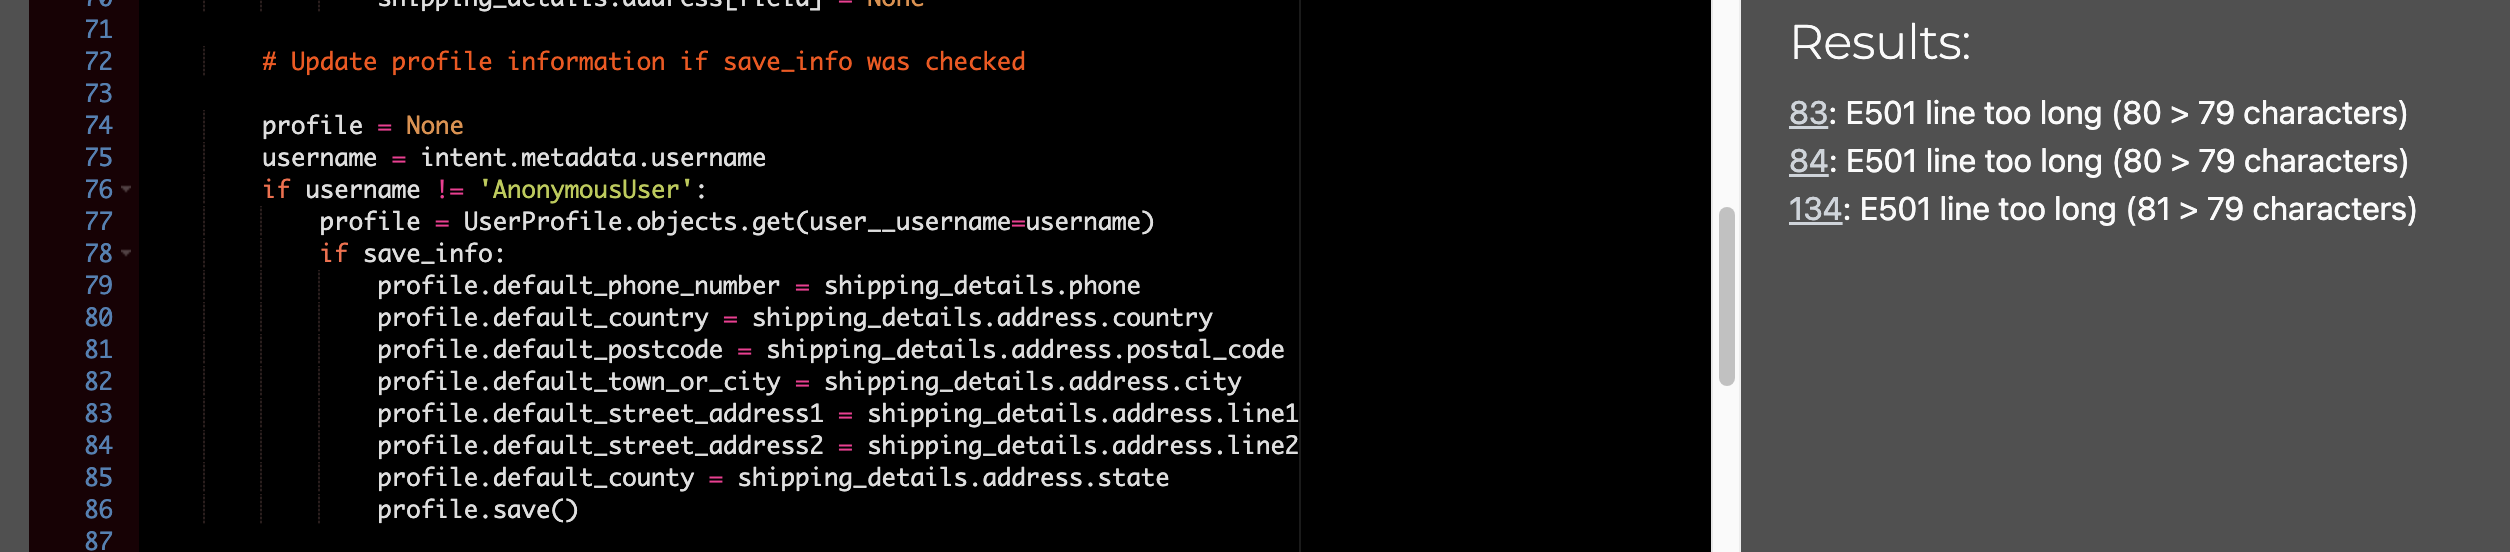 70 shipping_details.address[field] = None
71
72 # Update profile information if save_info was checked
73
74 profile = None
75 username = intent.metadata.username
76 if username != 'AnonymousUser':
77 profile = UserProfile.objects.get(user__username=username)
78 if save_info:
79 profile.default_phone_number = shipping_details.phone
80 profile.default_country = shipping_details.address.country
81 profile.default_postcode = shipping_details.address.postal_code
82 profile.default_town_or_city = shipping_details.address.city
83 profile.default_street_address1 = shipping_details.address.line1
84 profile.default_street_address2 = shipping_details.address.line2
85 profile.default_county = shipping_details.address.state
86 profile.save()
87
Results:
83: E501 line too long (80 > 79 characters)
84: E501 line too long (80 > 79 characters)
134: E501 line too long (81 > 79 characters)